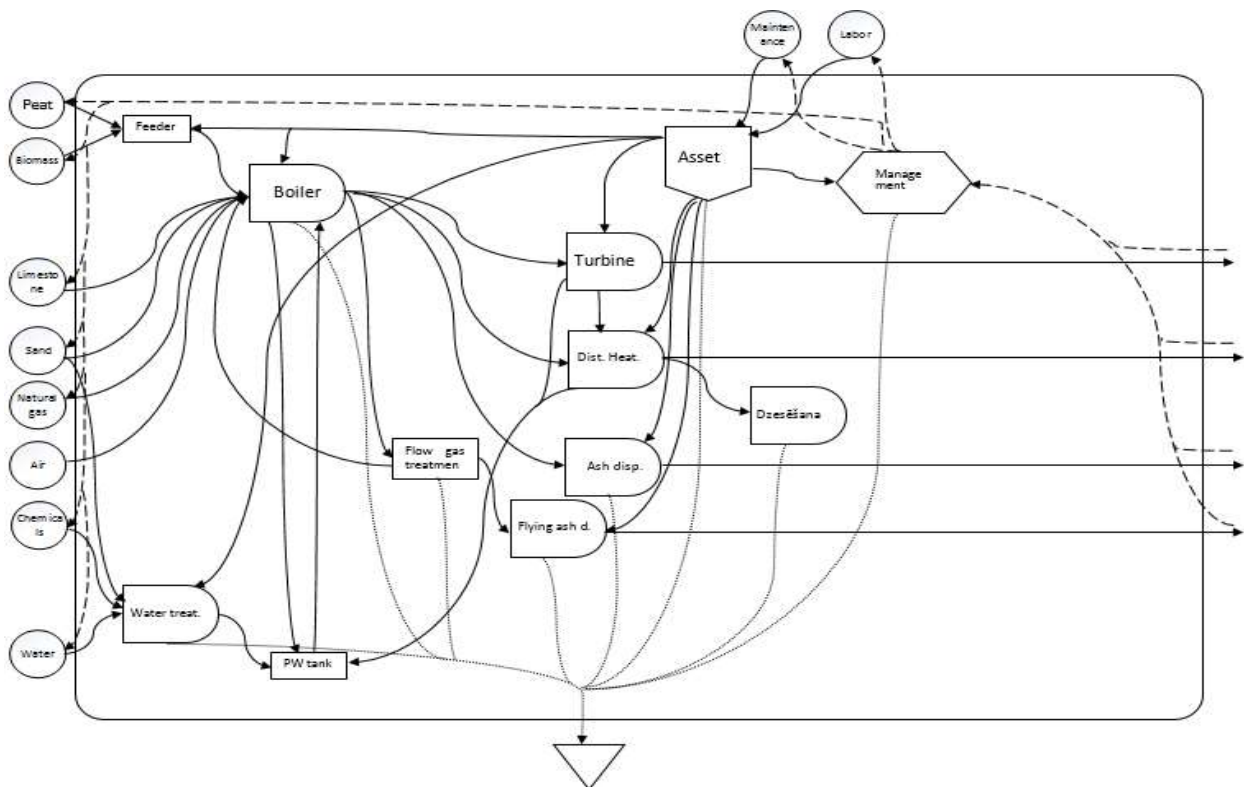 Mainten
ance
Labor
Peat
Feeder
Biomass
Asset
Manage
ment
Boiler
Turbine
Limesto
ne
Sand
Dist. Heat.
Natural
gas
Dzesēšana
Air
Flow gas
treatmen
Ash disp.
Chemica
ls
Flying ash d.
Water treat.
Water
PW tank